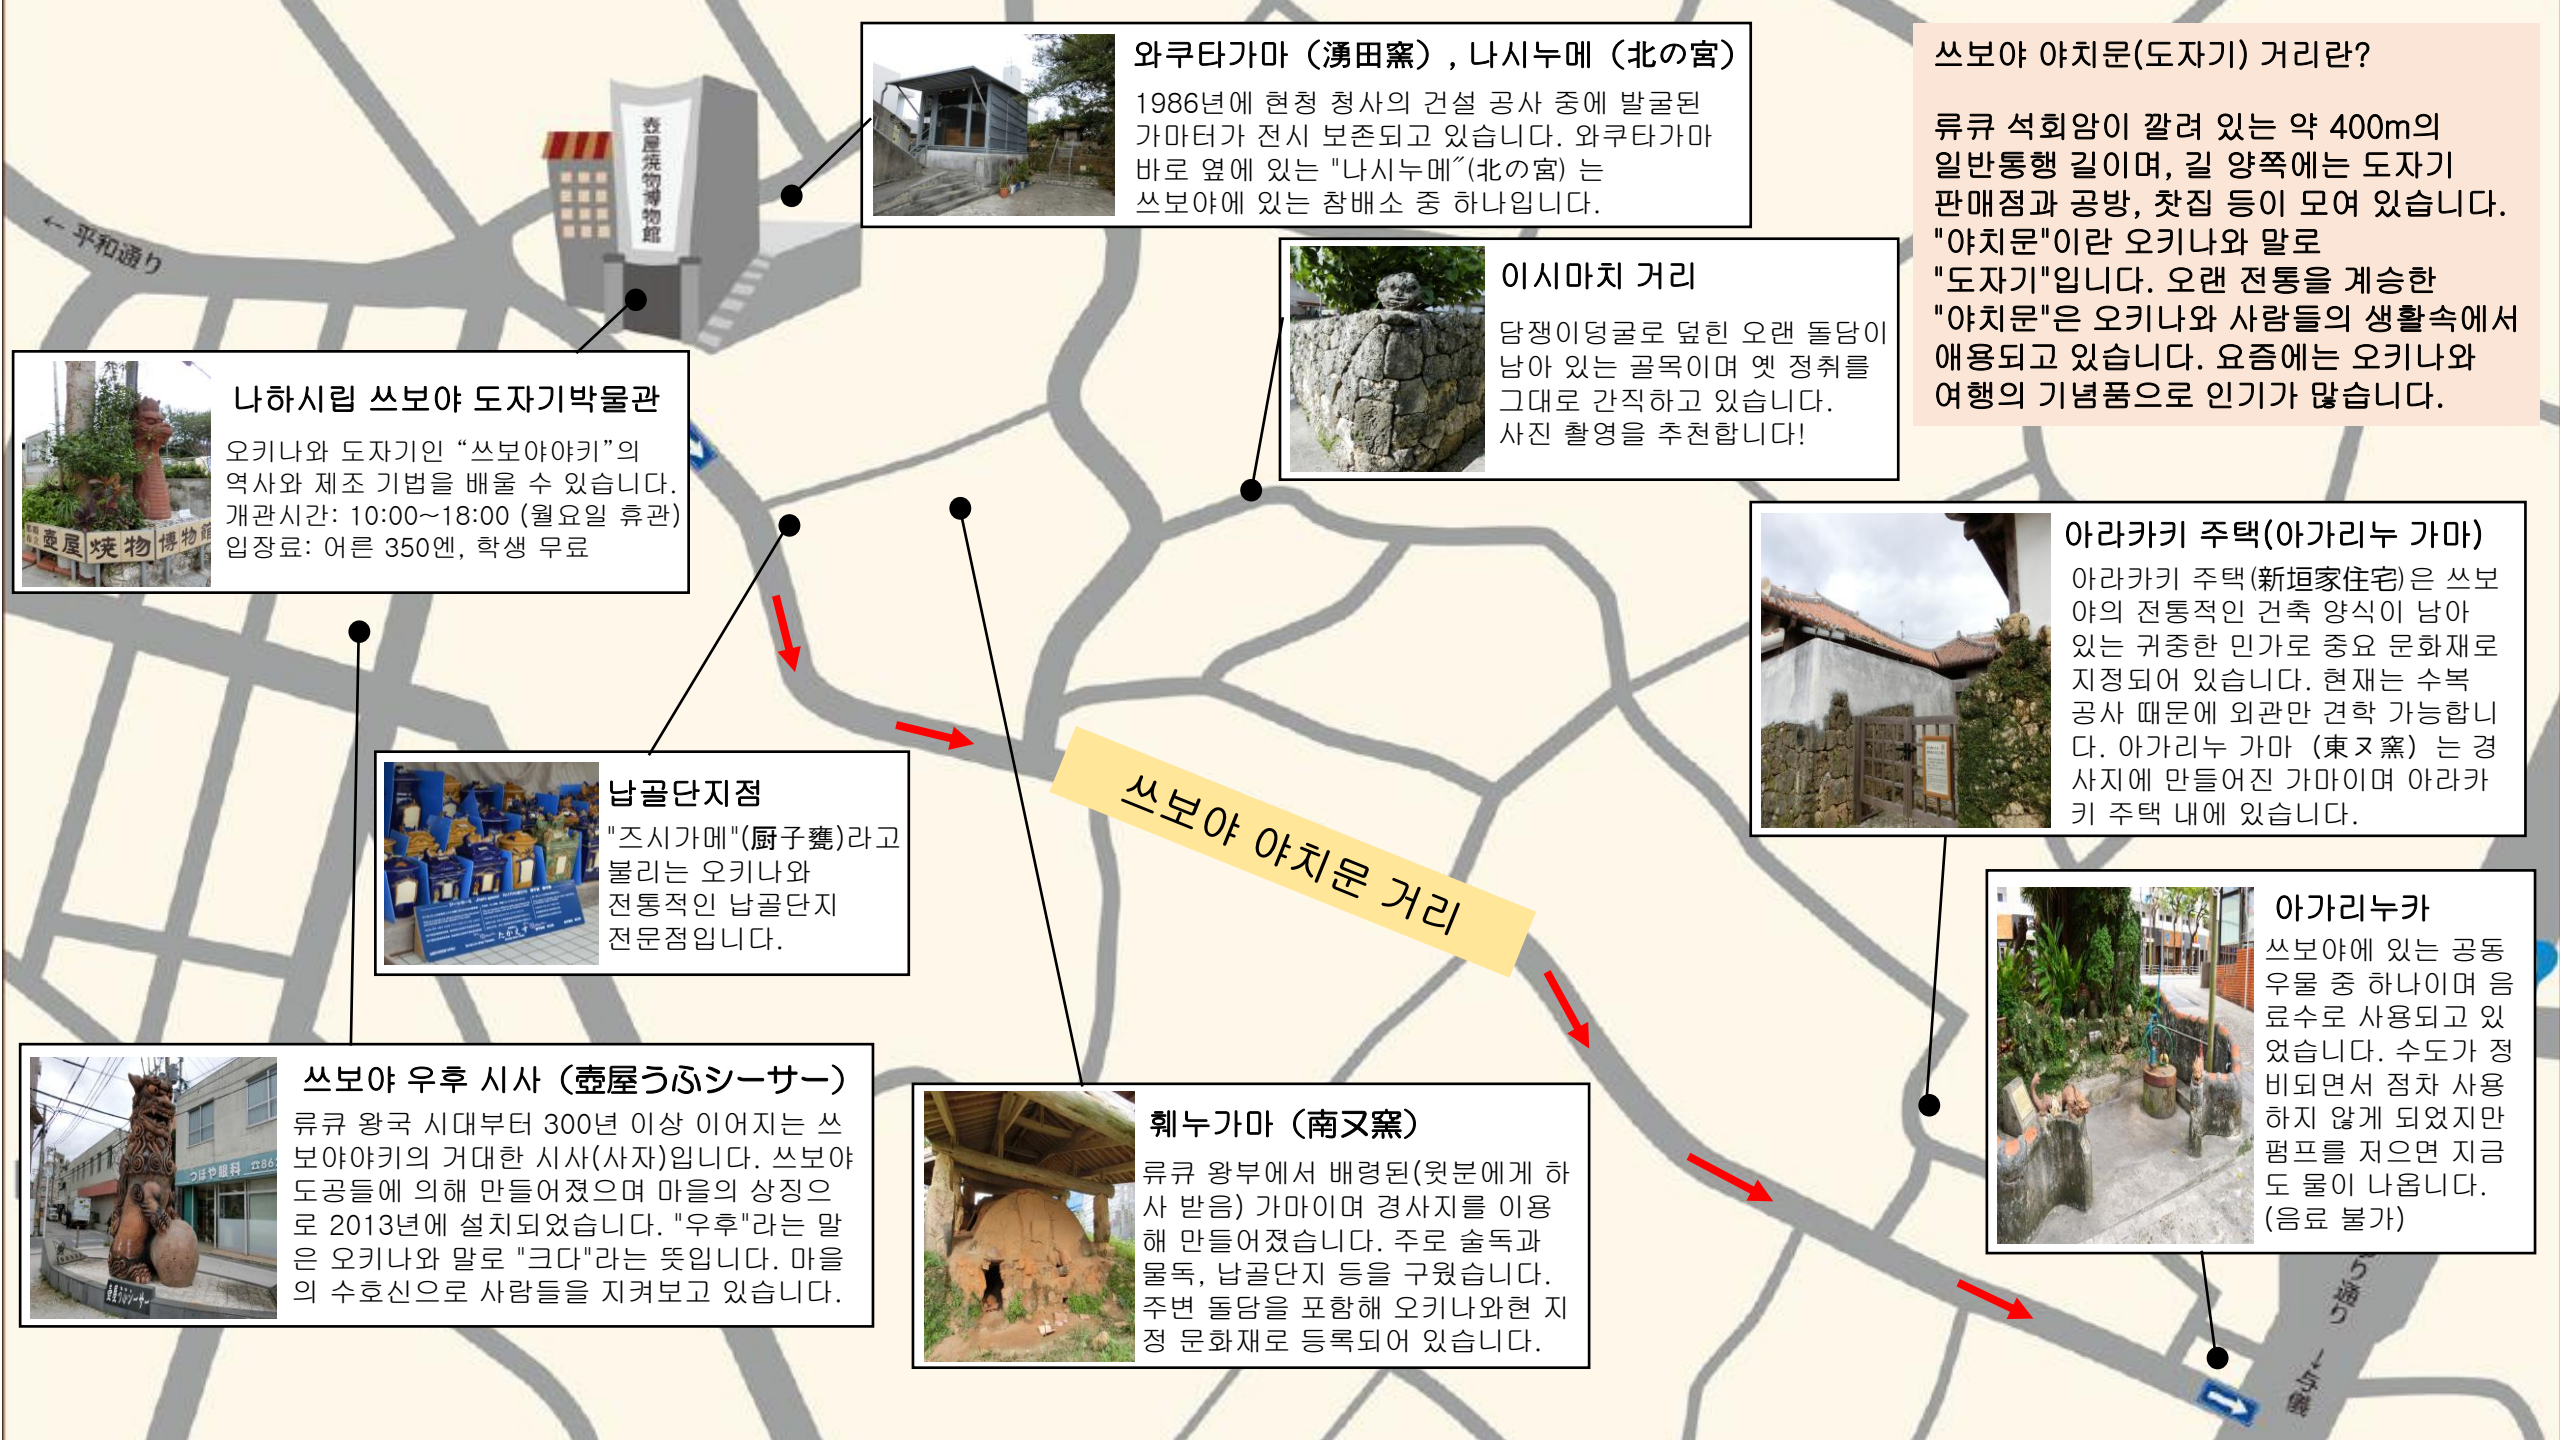 와쿠타가마（湧田窯）, 나시누메（北の宮）
1986년에 현청 청사의 건설 공사 중에 발굴된
가마터가 전시 보존되고 있습니다. 와쿠타가마
바로 옆에 있는 "나시누메˝(北の宮) 는
쓰보야에 있는 참배소 중 하나입니다.
쓰보야 야치문(도자기) 거리란?
류큐 석회암이 깔려 있는 약 400m의
일반통행 길이며, 길 양쪽에는 도자기
판매점과 공방, 찻집 등이 모여 있습니다.
"야치문"이란 오키나와 말로
"도자기"입니다. 오랜 전통을 계승한
"야치문"은 오키나와 사람들의 생활속에서
애용되고 있습니다. 요즘에는 오키나와
여행의 기념품으로 인기가 많습니다.
壺屋焼物博物館
← 平和通り
이시마치 거리
담쟁이덩굴로 덮힌 오랜 돌담이
남아 있는 골목이며 옛 정취를
그대로 간직하고 있습니다.
사진 촬영을 추천합니다!
나하시립 쓰보야 도자기박물관
오키나와 도자기인 “쓰보야야키”의
역사와 제조 기법을 배울 수 있습니다.
개관시간: 10:00~18:00 (월요일 휴관)
입장료: 어른 350엔, 학생 무료
壺屋焼物博物館
아라카키 주택(아가리누 가마)
아라카키 주택(新垣家住宅)은 쓰보
야의 전통적인 건축 양식이 남아
있는 귀중한 민가로 중요 문화재로
지정되어 있습니다. 현재는 수복
공사 때문에 외관만 견학 가능합니
다. 아가리누 가마（東ヌ窯）는 경
사지에 만들어진 가마이며 아라카
키 주택 내에 있습니다.
납골단지점
"즈시가메"(厨子甕)라고
불리는 오키나와
전통적인 납골단지
전문점입니다.
쓰보야 야치문 거리
아가리누카
쓰보야에 있는 공동
우물 중 하나이며 음
료수로 사용되고 있
었습니다. 수도가 정
비되면서 점차 사용
하지 않게 되었지만
펌프를 저으면 지금
도 물이 나옵니다.
(음료 불가)
쓰보야 우후 시사（壺屋うふシーサー）
류큐 왕국 시대부터 300년 이상 이어지는 쓰
보야야키의 거대한 시사(사자)입니다. 쓰보야
도공들에 의해 만들어졌으며 마을의 상징으
로 2013년에 설치되었습니다. "우후"라는 말
은 오키나와 말로 "크다"라는 뜻입니다. 마을
의 수호신으로 사람들을 지켜보고 있습니다.
つぼや眼科 ☎862
壺屋うふシーサー
훼누가마（南ヌ窯）
류큐 왕부에서 배령된(윗분에게 하
사 받음) 가마이며 경사지를 이용
해 만들어졌습니다. 주로 술독과
물독, 납골단지 등을 구웠습니다.
주변 돌담을 포함해 오키나와현 지
정 문화재로 등록되어 있습니다.
り通り
↓与儀